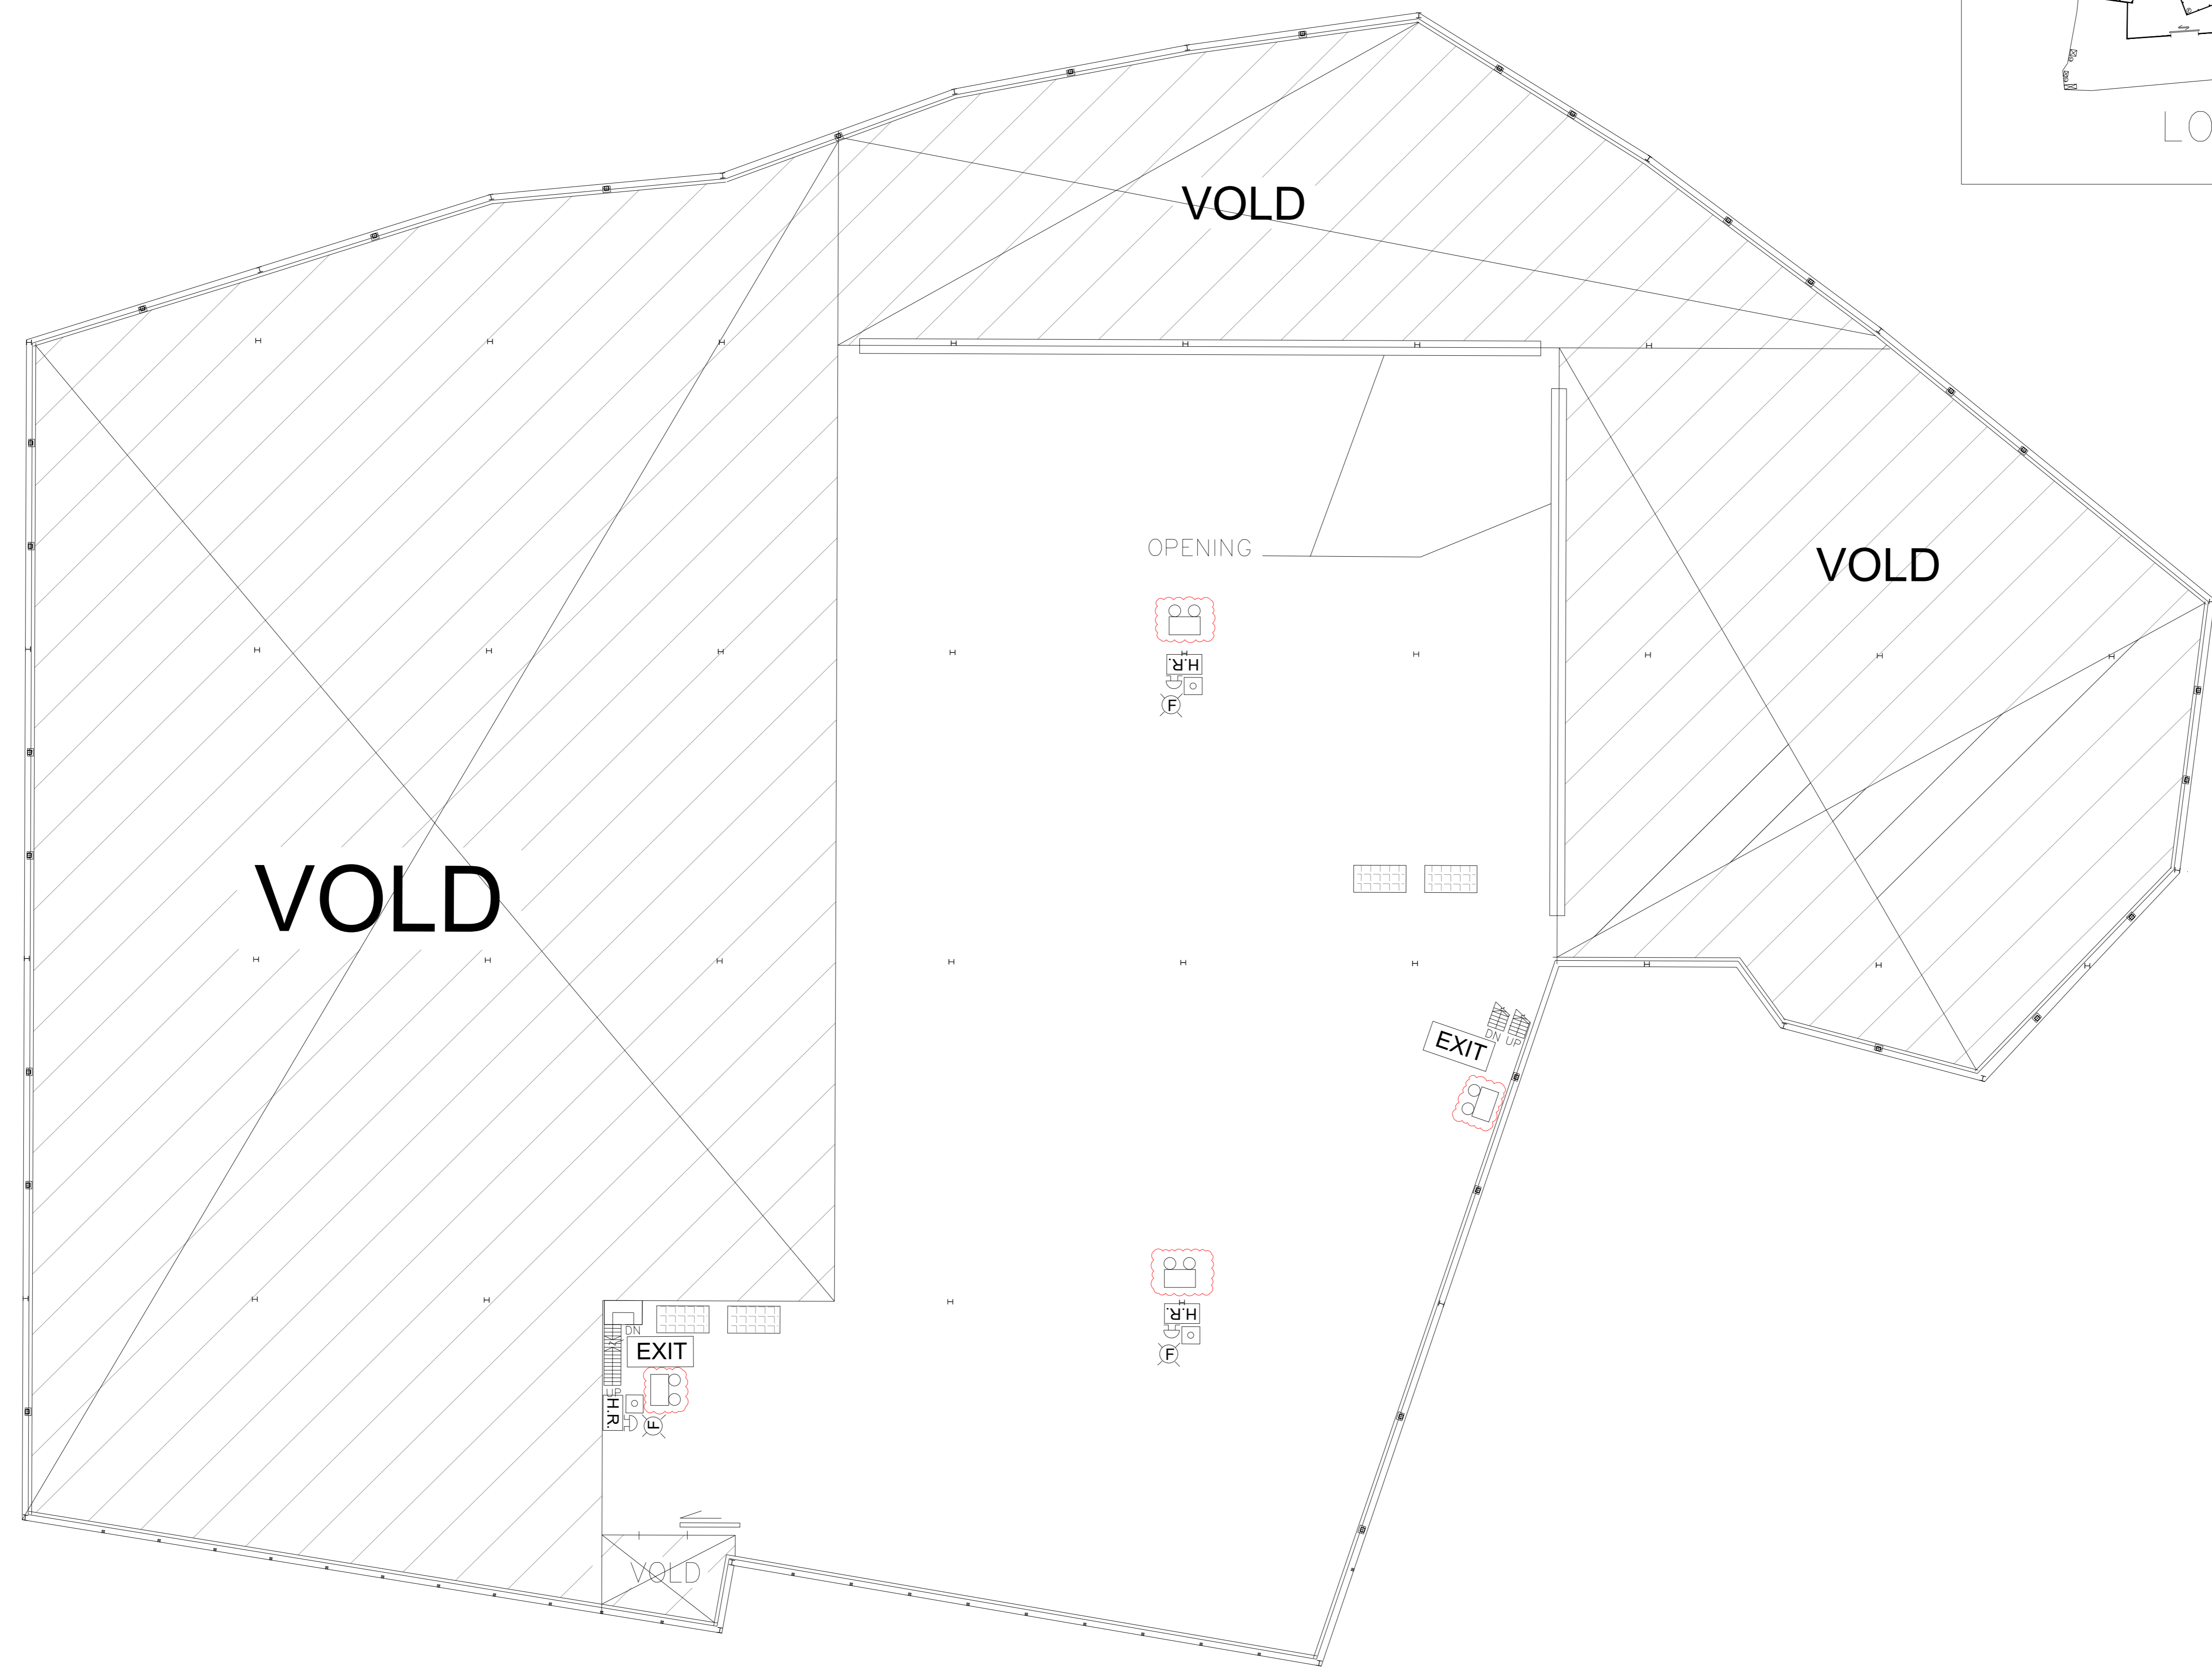 LO
VOLD
OPENING
VOLD
H.R.
F
VOLD
EXIT
DN
UP
H.R.
F
DN
EXIT
UP
H.R.
F
VOLD